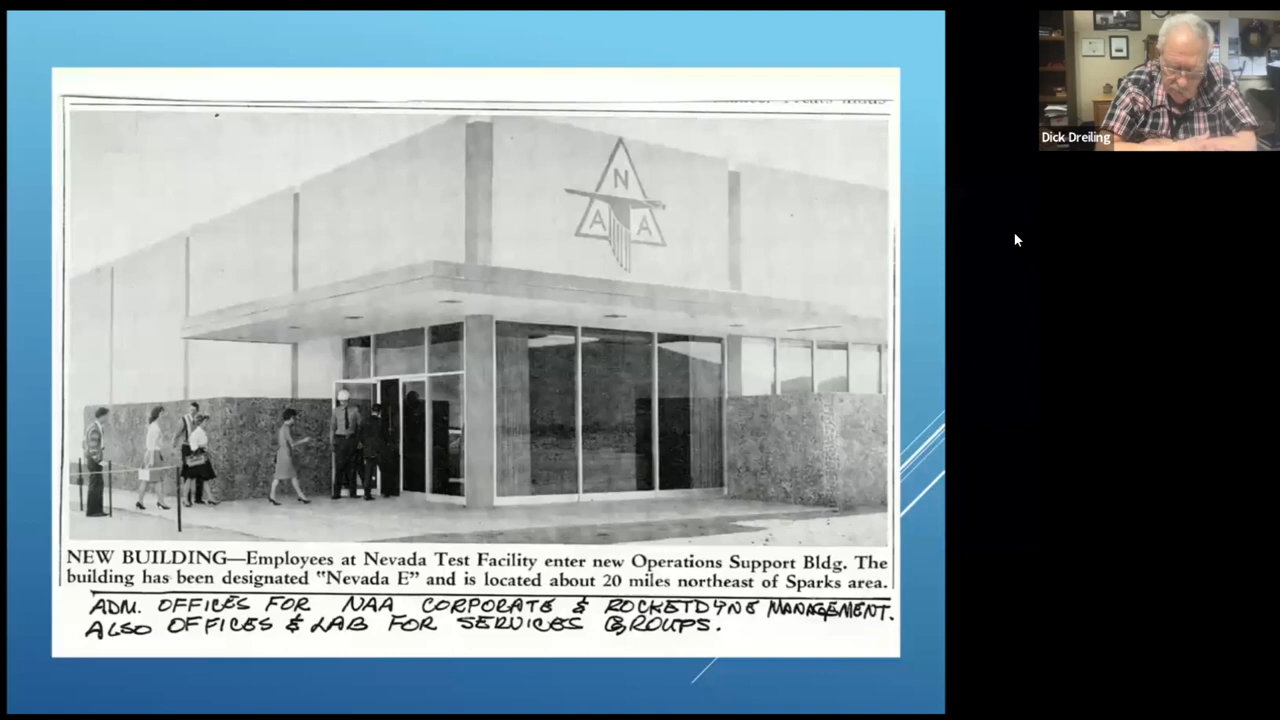 Dick Dreiling
N
A A
NEW BUILDING—Employees at Nevada Test Facility enter new Operations Support Bldg. The
building has been designated "Nevada E" and is located about 20 miles northeast of Sparks area.
ADM. OFFICES FOR NAA CORPORATE & ROCKETDYNE MANAGEMENT.
ALSO OFFICES & LAB FOR SERVICES GROUPS.